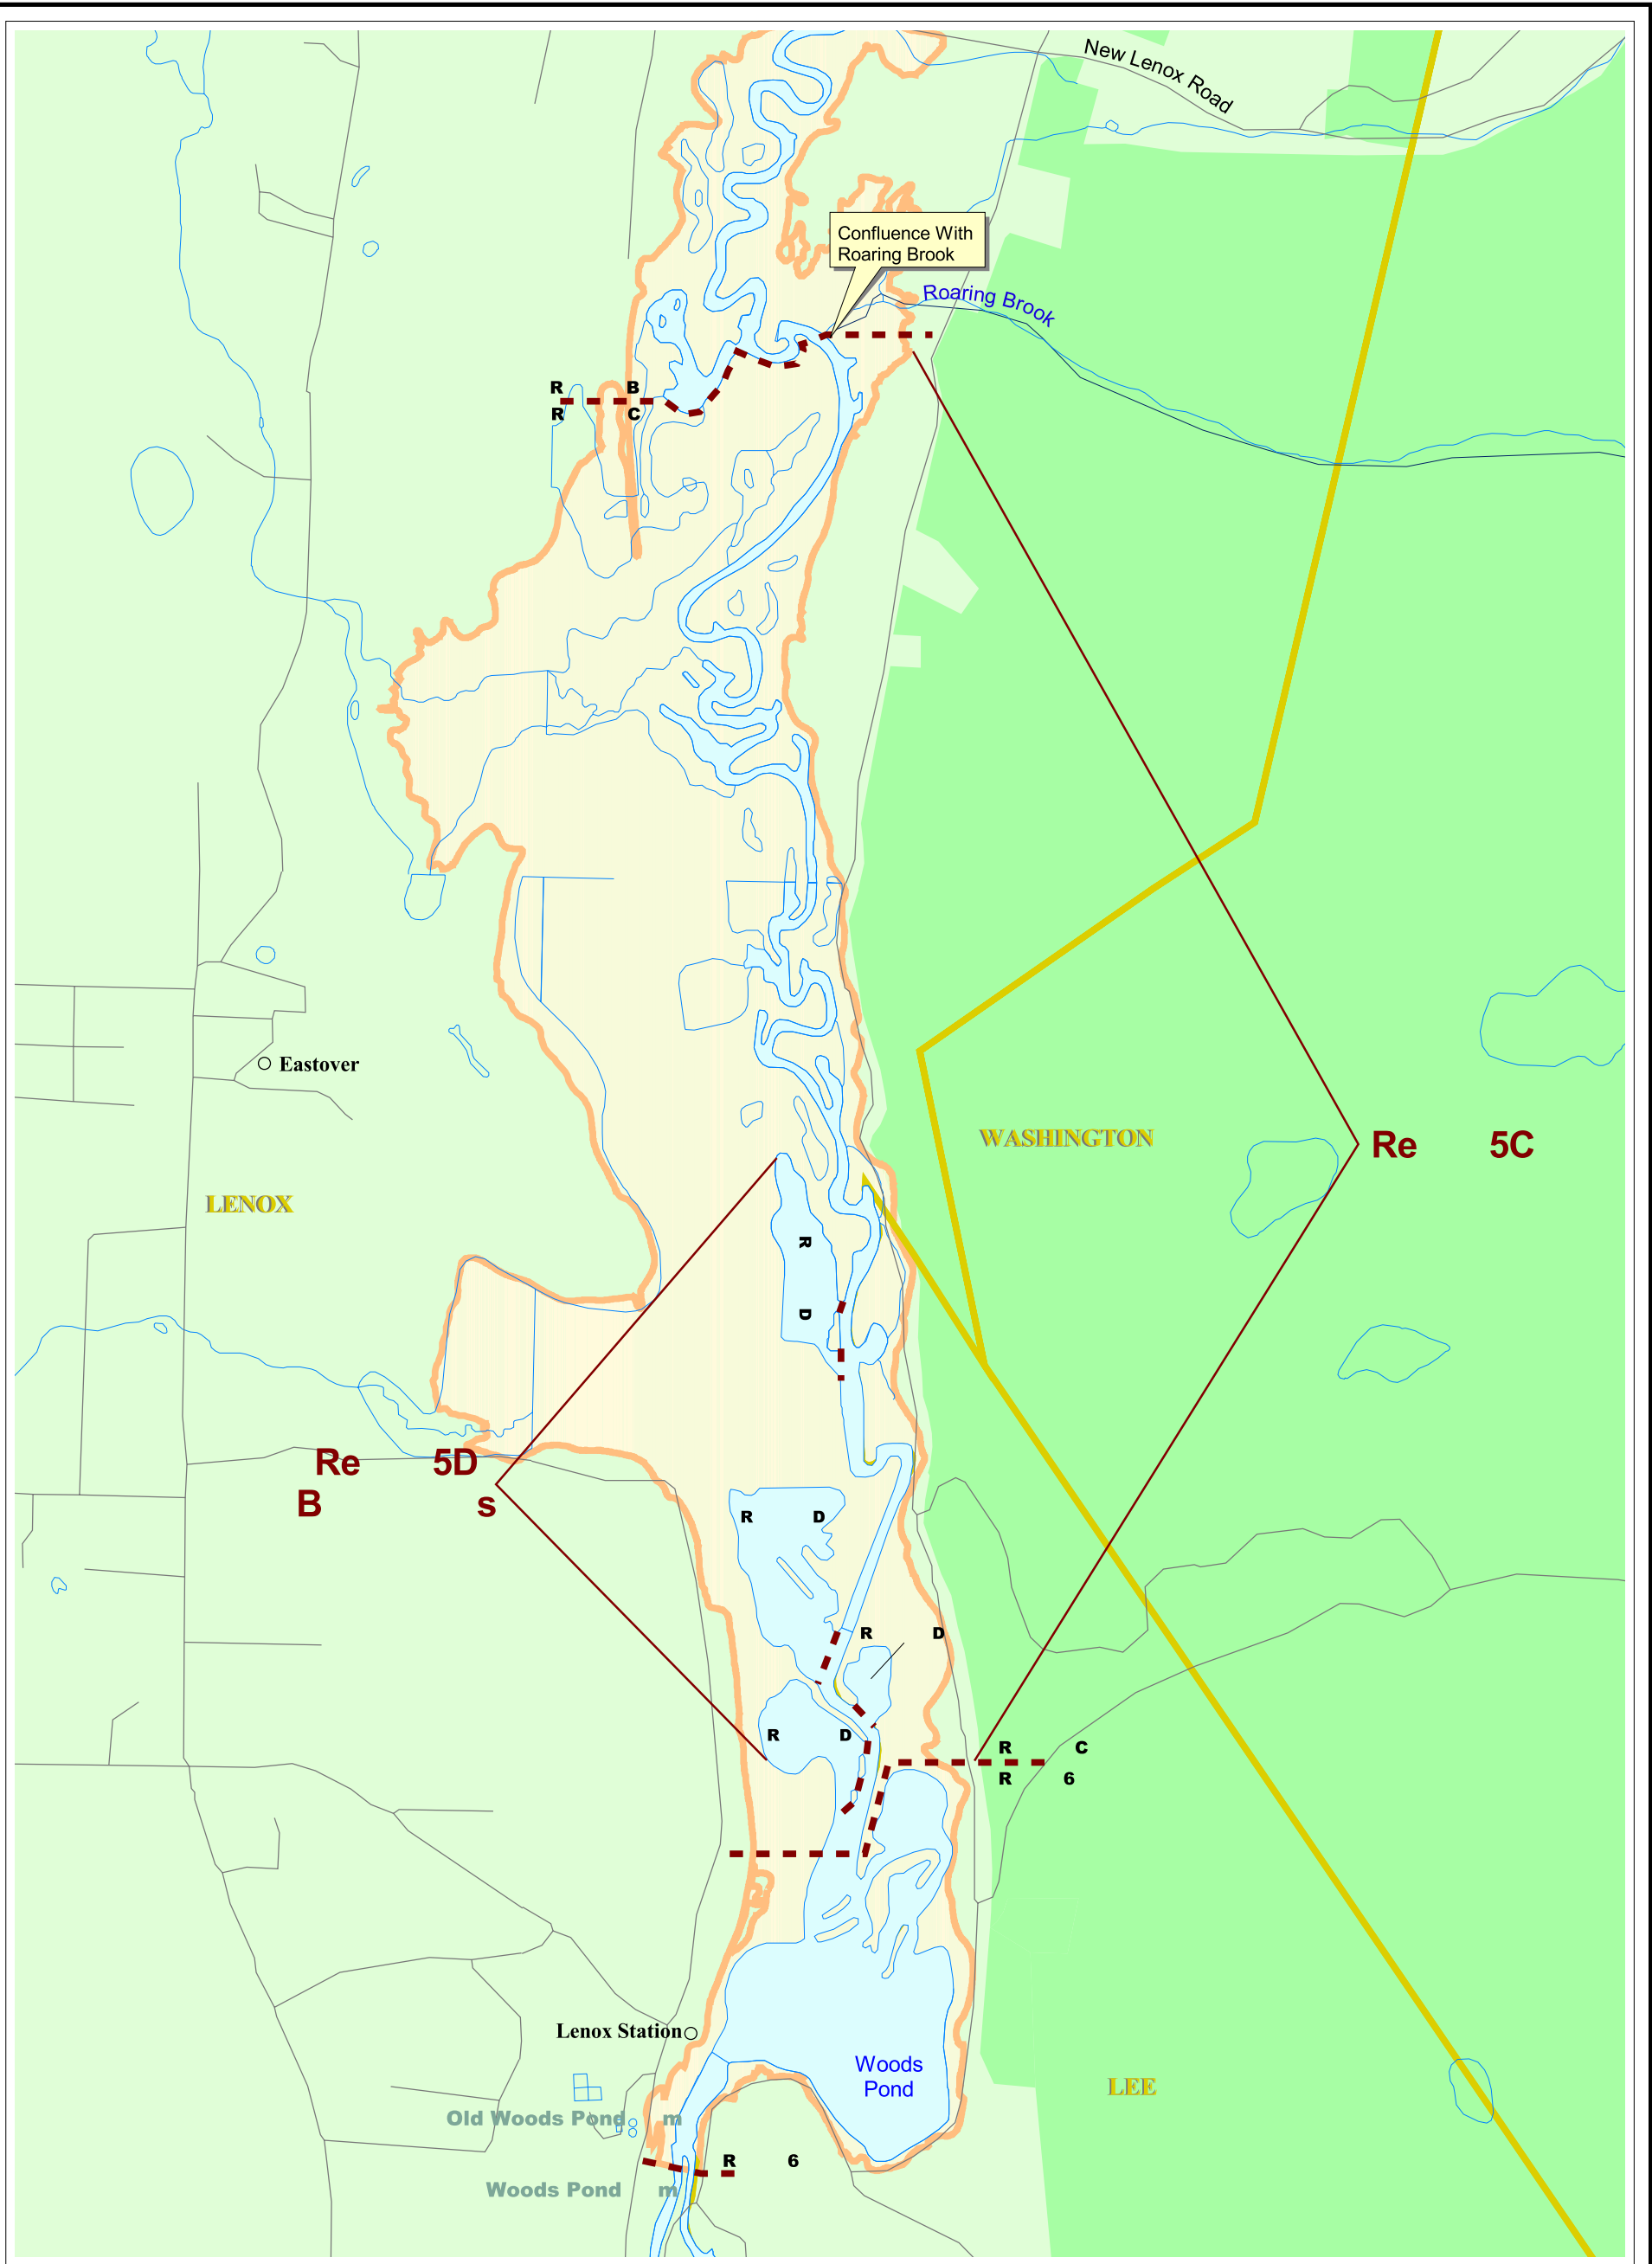 New Lenox Road
Confluence With
Roaring Brook
Roaring Brook
R B
R C
Eastover
WASHINGTON
Re 5C
LENOX
R D
Re 5D
B s
R D
R D
R D
R C
R 6
Lenox Station
Woods
Pond
LEE
Old Woods Pond m
R 6
Woods Pond m